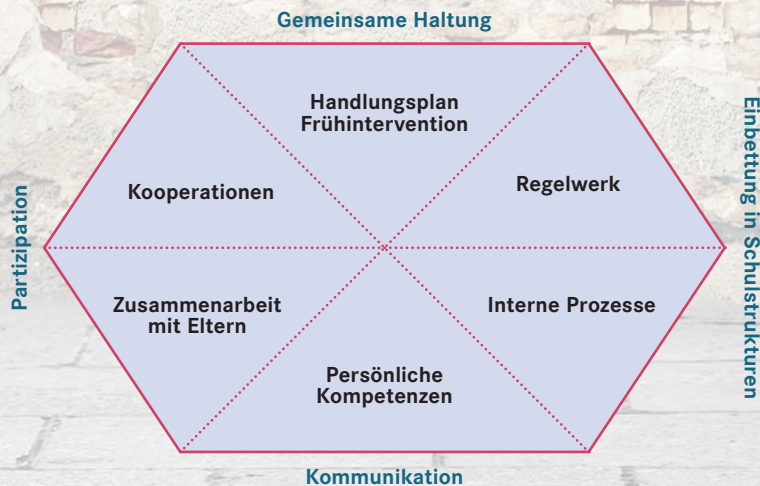 Gemeinsame Haltung
Handlungsplan
Frühintervention
Kooperationen
Regelwerk
Partizipation
Einbettung in Schulstrukturen
Zusammenarbeit
mit Eltern
Interne Prozesse
Persönliche
Kompetenzen
Kommunikation